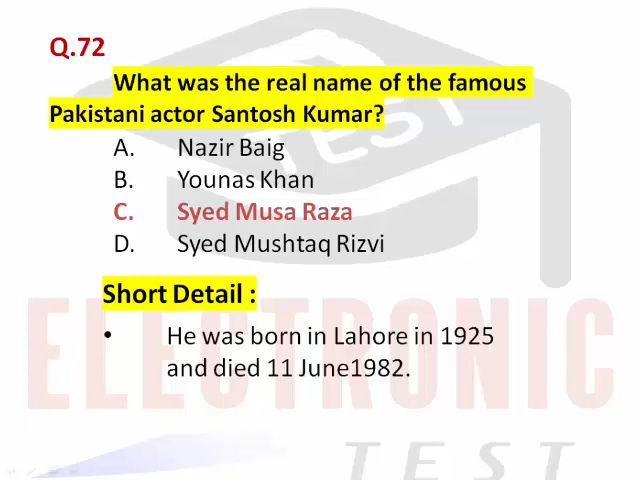 Q.72
What was the real name of the famous
Pakistani actor Santosh Kumar?
A. Nazir Baig
B. Younas Khan
C. Syed Musa Raza
D. Syed Mushtaq Rizvi
Short Detail :
• He was born in Lahore in 1925
and died 11 June1982.
TEST
ELECTRONIC
TEST